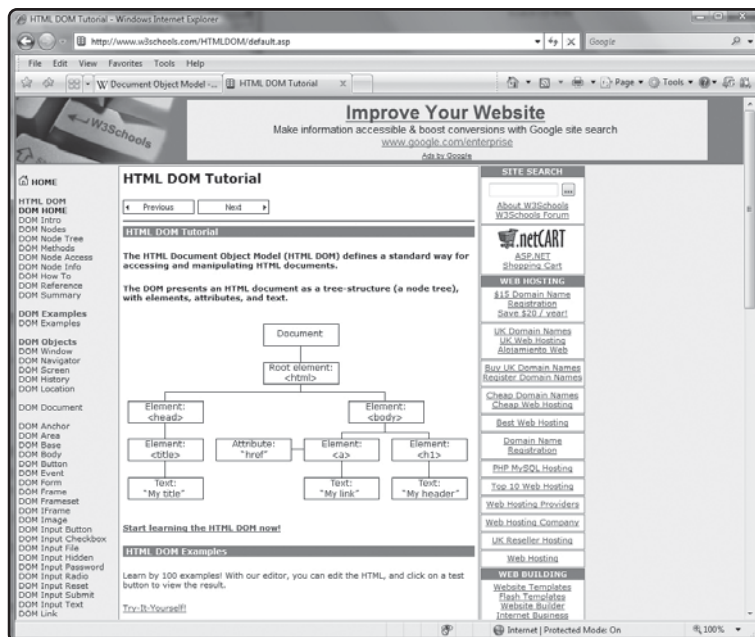 HTML DOM Tutorial - Windows Internet Explorer
http://www.w3schools.com/HTMLDOM/default.asp
Google
File Edit View Favorites Tools Help
W Document Object Model -... HTML DOM Tutorial
Page Tools
W3Schools
Improve Your Website
Make information accessible & boost conversions with Google site search
www.google.com/enterprise
Ads by Google
HOME
HTML DOM
DOM HOME
DOM Intro
DOM Nodes
DOM Node Tree
DOM Methods
DOM Node Access
DOM Node Info
DOM How To
DOM Reference
DOM Summary
DOM Examples
DOM Examples
DOM Objects
DOM Window
DOM Navigator
DOM Screen
DOM History
DOM Location
DOM Document
DOM Anchor
DOM Area
DOM Base
DOM Body
DOM Button
DOM Event
DOM Form
DOM Frame
DOM Frameset
DOM IFrame
DOM Image
DOM Input Button
DOM Input Checkbox
DOM Input File
DOM Input Hidden
DOM Input Password
DOM Input Radio
DOM Input Reset
DOM Input Submit
DOM Input Text
DOM Link
HTML DOM Tutorial
Previous Next
HTML DOM Tutorial
The HTML Document Object Model (HTML DOM) defines a standard way for
accessing and manipulating HTML documents.
The DOM presents an HTML document as a tree-structure (a node tree),
with elements, attributes, and text.
Document
Root element:
<html>
Element: Element:
<head> <body>
Element: Attribute: Element: Element:
<title> "href" <a> <h1>
Text: Text: Text:
"My title" "My link" "My header"
Start learning the HTML DOM now!
HTML DOM Examples
Learn by 100 examples! With our editor, you can edit the HTML, and click on a test
button to view the result.
Try-It-Yourself!
SITE SEARCH
...
About W3Schools
W3Schools Forum
.netCART
ASP.NET
Shopping Cart
WEB HOSTING
$15 Domain Name
Registration
Save $20 / year!
UK Domain Names
UK Web Hosting
Alojamiento Web
Buy UK Domain Names
Register Domain Names
Cheap Domain Names
Cheap Web Hosting
Best Web Hosting
Domain Name
Registration
PHP MySQL Hosting
Top 10 Web Hosting
Web Hosting Providers
Web Hosting Company
UK Reseller Hosting
Web Hosting
WEB BUILDING
Website Templates
Flash Templates
Website Builder
Internet Business
Internet | Protected Mode: On 100%